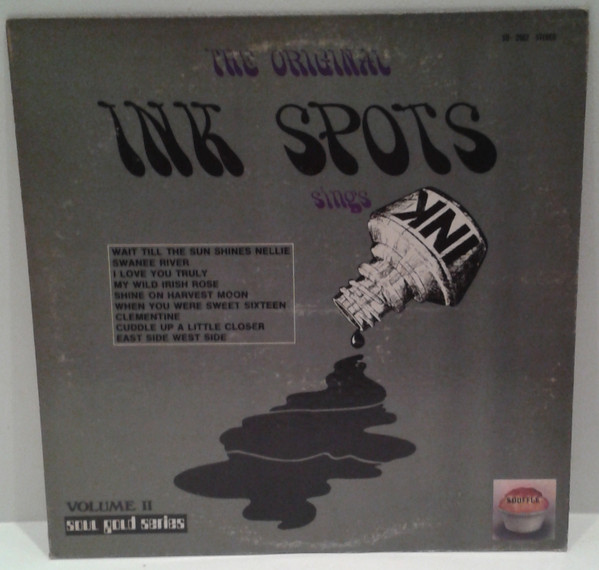 THE ORIGINAL
INK SPOTS
sings
INK
WAIT TILL THE SUN SHINES NELLIE
SWANEE RIVER
I LOVE YOU TRULY
MY WILD IRISH ROSE
SHINE ON HARVEST MOON
WHEN YOU WERE SWEET SIXTEEN
CLEMENTINE
CUDDLE UP A LITTLE CLOSER
EAST SIDE WEST SIDE
VOLUME II
soul gold series
SOUFFLE